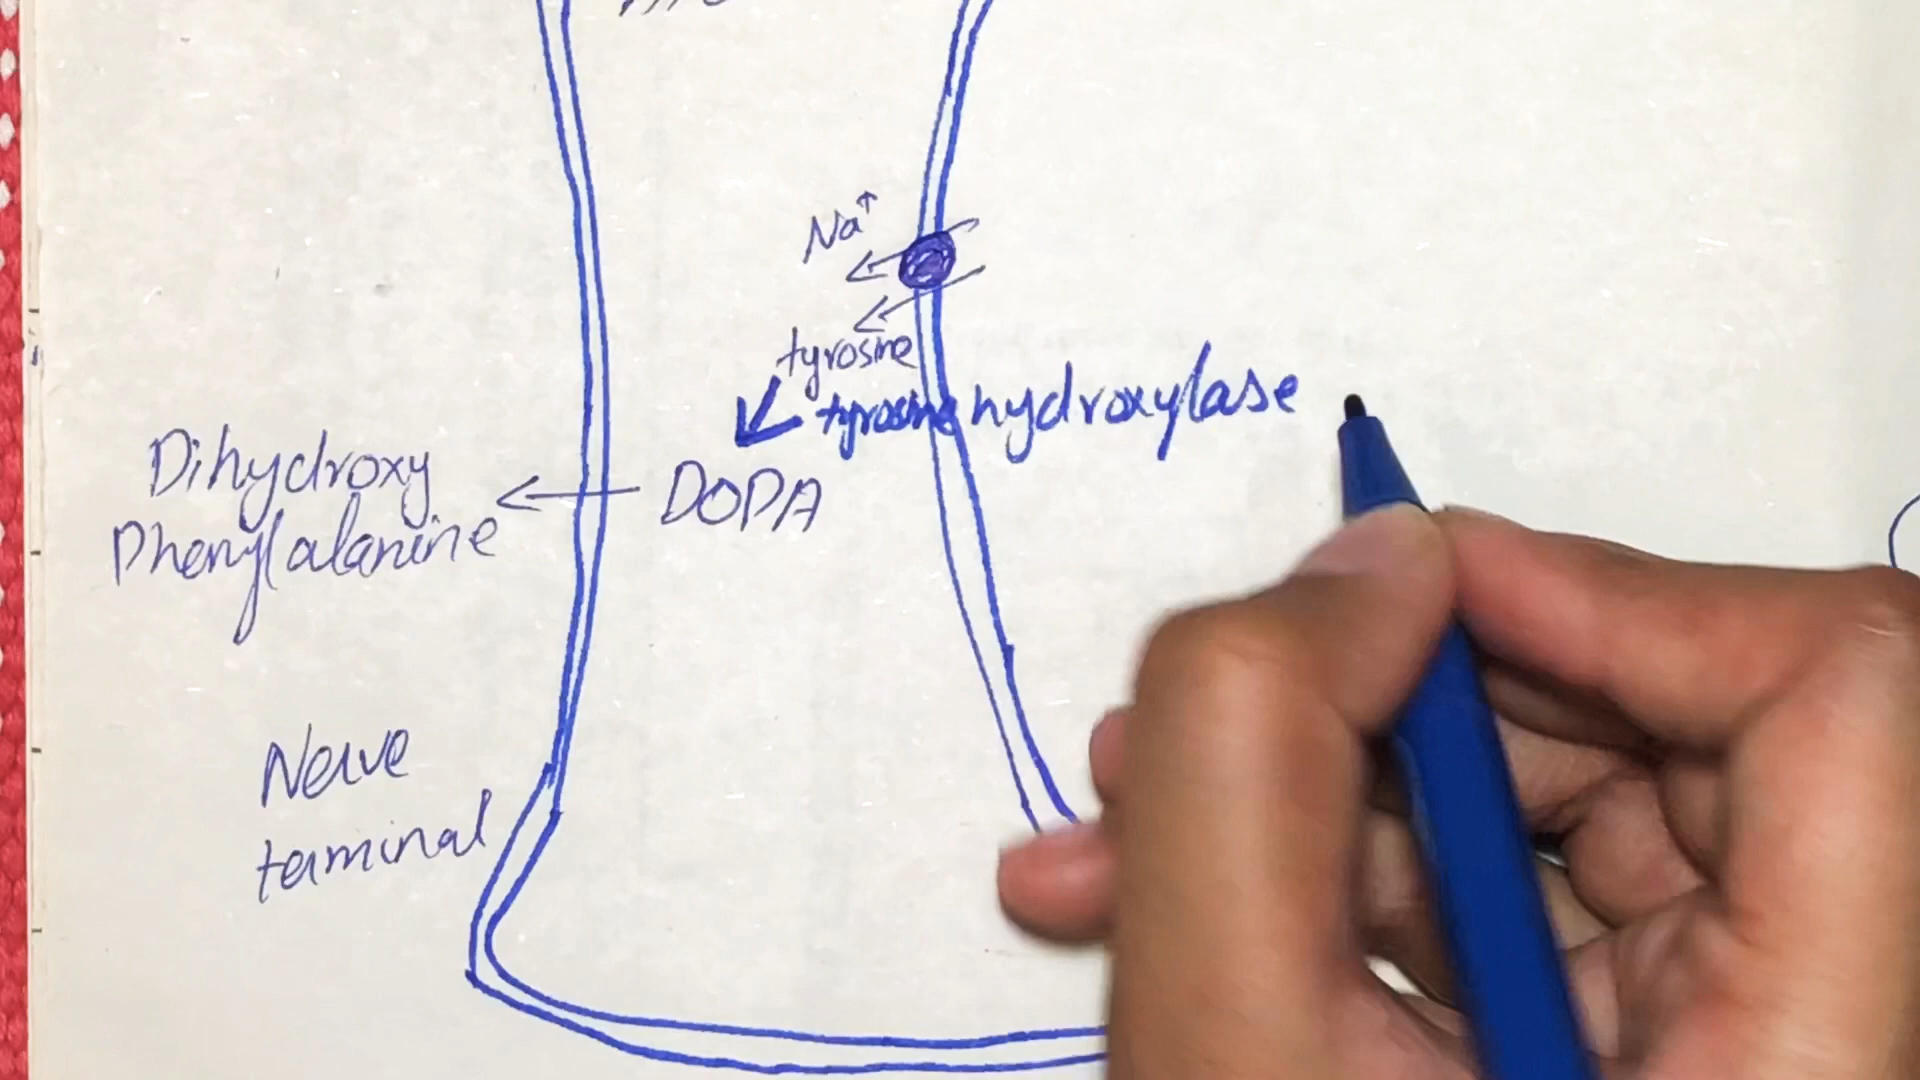 Na+
tyrosine
tyrosine hydroxylase
Dihydroxy
Phenylalanine
DOPA
Nerve
terminal